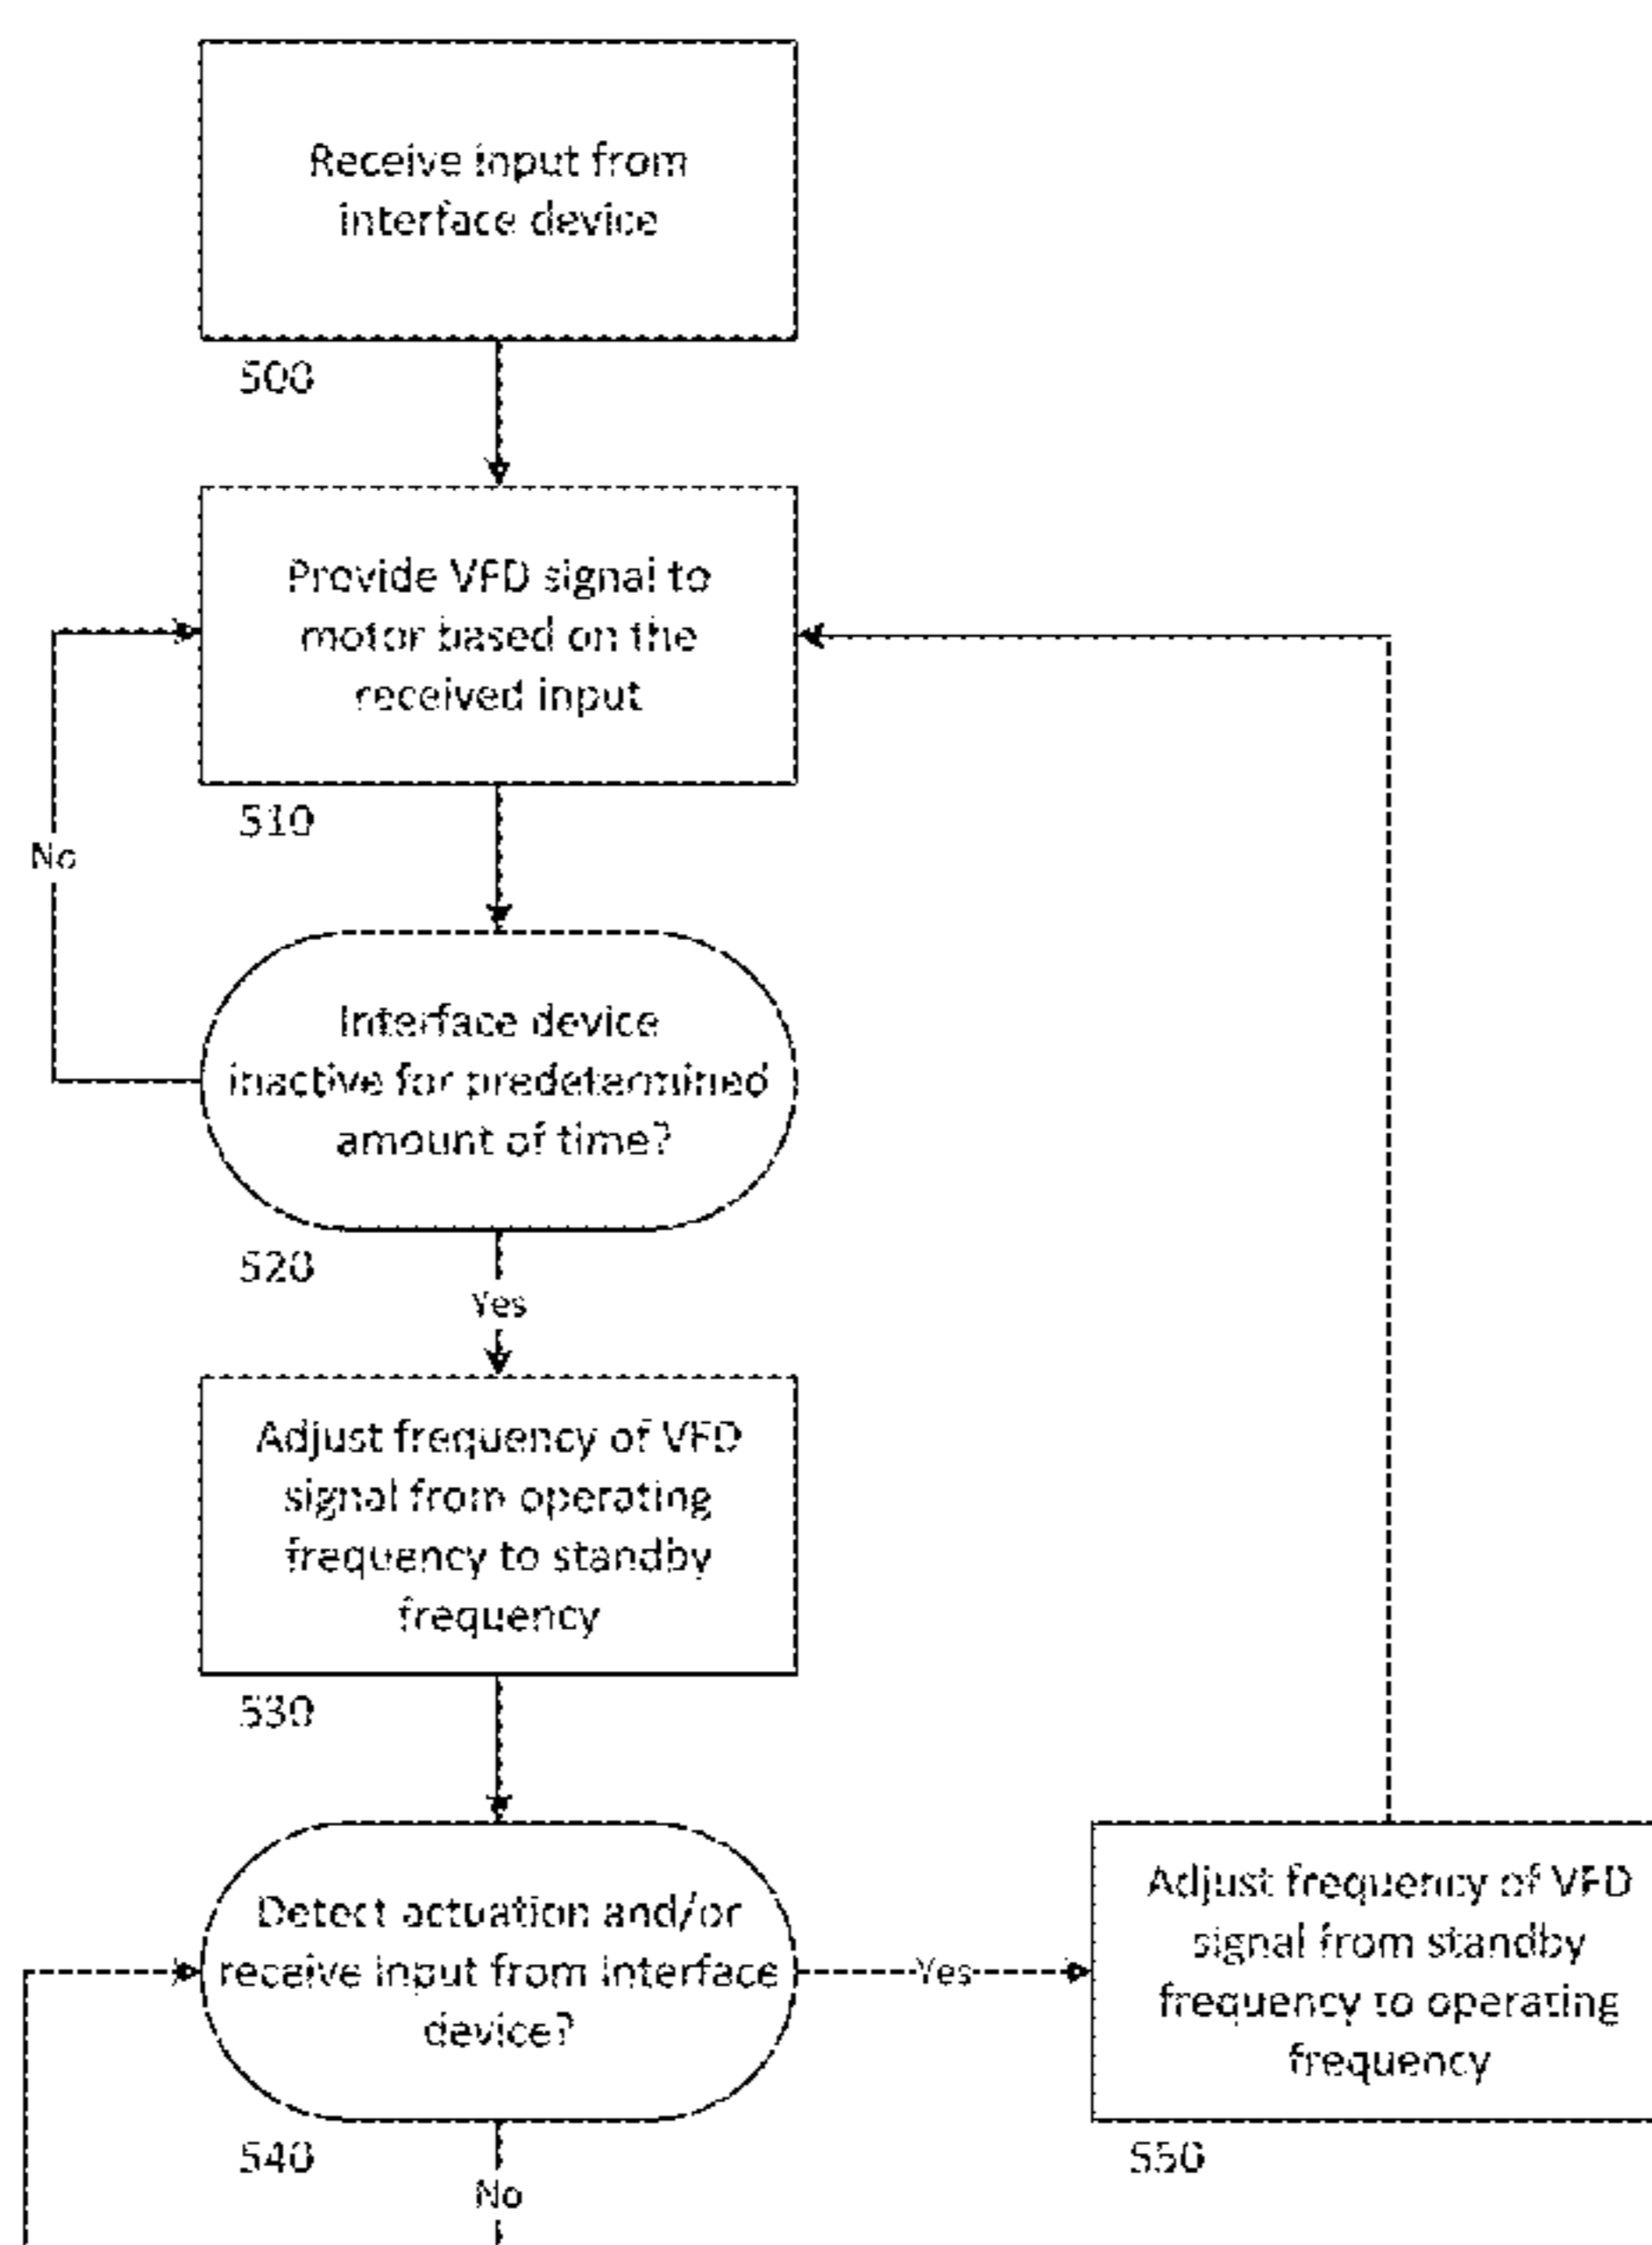 Receive input from
interface device
500
Provide VFD signal to
motor based on the
received input
510
No
Interface device
inactive for predetermined
amount of time?
520
Yes
Adjust frequency of VFD
signal from operating
frequency to standby
frequency
530
Detect actuation and/or
receive input from interface
device?
540
Yes
Adjust frequency of VFD
signal from standby
frequency to operating
frequency
550
No